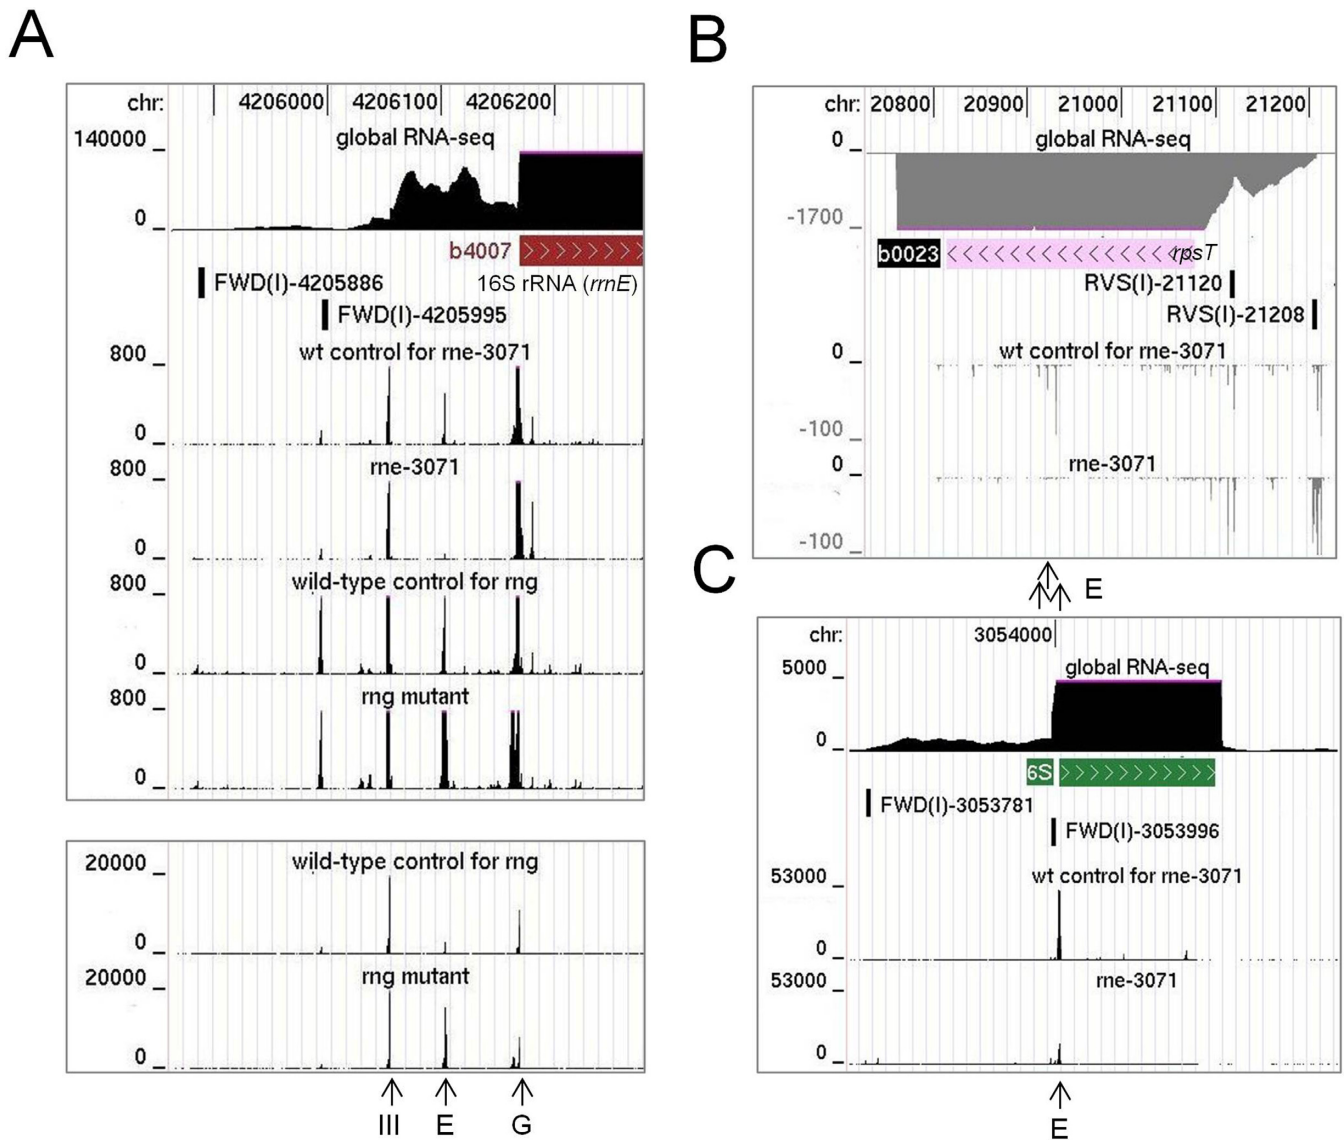 A
chr: 4206000 4206100 4206200
global RNA-seq
140000
0
b4007
16S rRNA (rrnE)
FWD(I)-4205886
FWD(I)-4205995
wt control for rne-3071
800
0
rne-3071
800
0
wild-type control for rng
800
0
rng mutant
800
0
wild-type control for rng
20000
0
rng mutant
20000
0
III E G
B
chr: 20800 20900 21000 21100 21200
global RNA-seq
0
-1700
b0023 rpsT
RVS(I)-21120
RVS(I)-21208
wt control for rne-3071
0
-100
rne-3071
0
-100
E
C
chr: 3054000
global RNA-seq
5000
0
6S
FWD(I)-3053781
FWD(I)-3053996
wt control for rne-3071
53000
0
rne-3071
53000
0
E